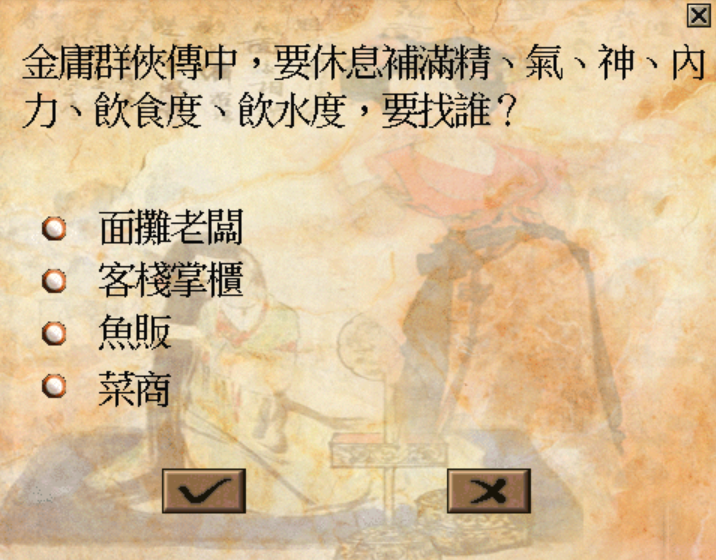 金庸群俠傳中，要休息補滿精、氣、神、內
力、飲食度、飲水度，要找誰？
面攤老闆
客棧掌櫃
魚販
菜商